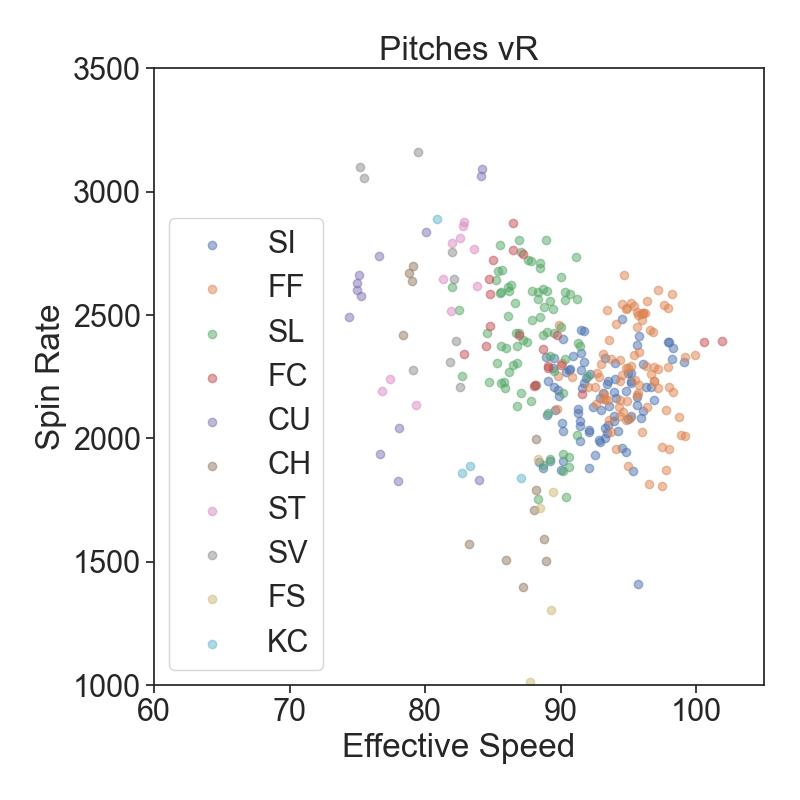 Pitches vR
3500
3000
2500
2000
1500
1000
Spin Rate
SI
FF
SL
FC
CU
CH
ST
SV
FS
KC
60 70 80 90 100
Effective Speed